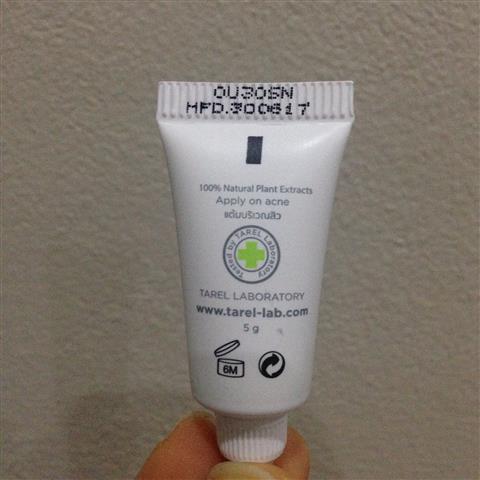 OU30SN
MFD.300617
100% Natural Plant Extracts
Apply on acne
แต้มบริเวณสิว
Tested by TAREL Laboratory
TAREL LABORATORY
www.tarel-lab.com
5 g
6M